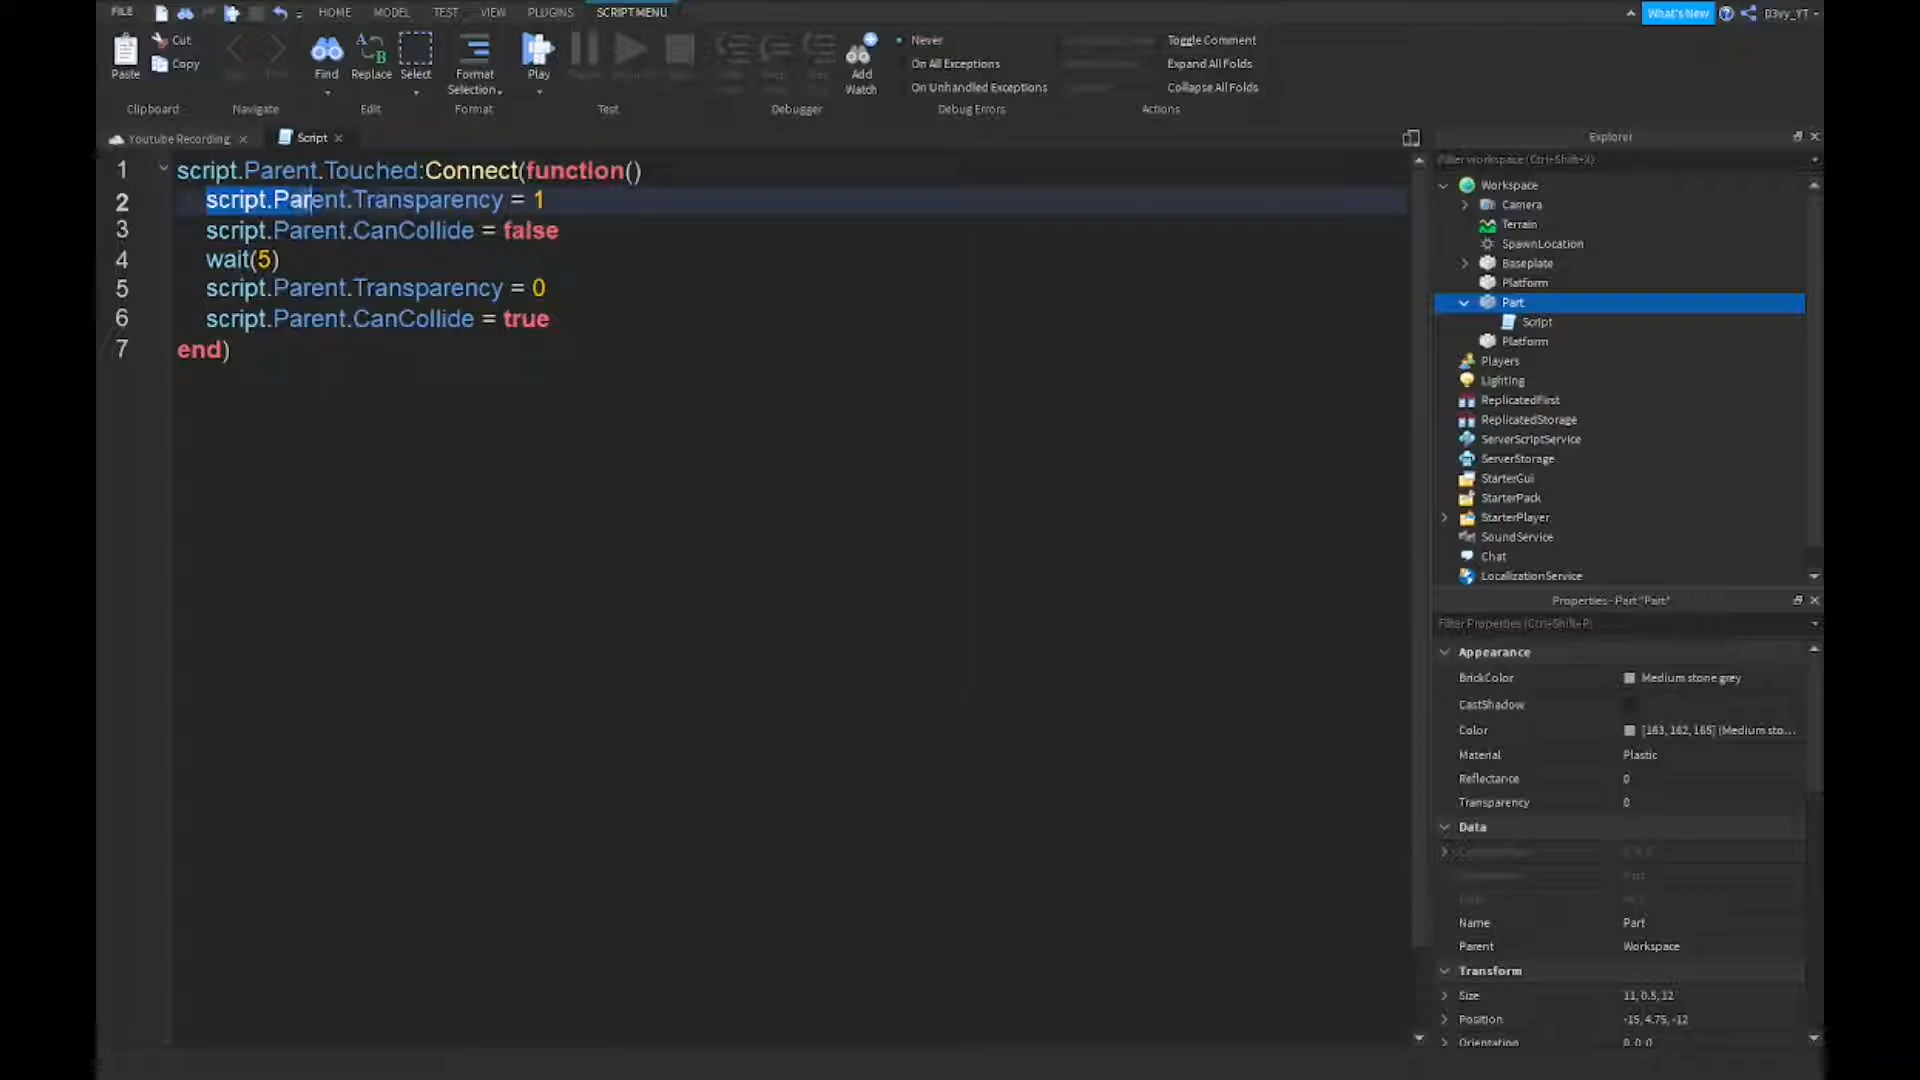 FILE HOME MODEL TEST VIEW PLUGINS SCRIPT MENU What's New D3vy_YT
Paste Cut Copy Find Replace Select Format Selection Play Add Watch
Never
On All Exceptions
On Unhandled Exceptions
Toggle Comment
Expand All Folds
Collapse All Folds
Clipboard Navigate Edit Format Test Debugger Debug Errors Actions
Youtube Recording Script
1 script.Parent.Touched:Connect(function()
2 script.Parent.Transparency = 1
3 script.Parent.CanCollide = false
4 wait(5)
5 script.Parent.Transparency = 0
6 script.Parent.CanCollide = true
7 end)
Explorer
Filter workspace (Ctrl+Shift+X)
Workspace
Camera
Terrain
SpawnLocation
Baseplate
Platform
Part
Script
Platform
Players
Lighting
ReplicatedFirst
ReplicatedStorage
ServerScriptService
ServerStorage
StarterGui
StarterPack
StarterPlayer
SoundService
Chat
LocalizationService
Properties - Part "Part"
Filter Properties (Ctrl+Shift+P)
Appearance
BrickColor Medium stone grey
CastShadow
Color [163, 162, 165] (Medium sto...
Material Plastic
Reflectance 0
Transparency 0
Data
Name Part
Parent Workspace
Transform
Size 11, 0.5, 12
Position -15, 4.75, -12
Orientation 0, 0, 0